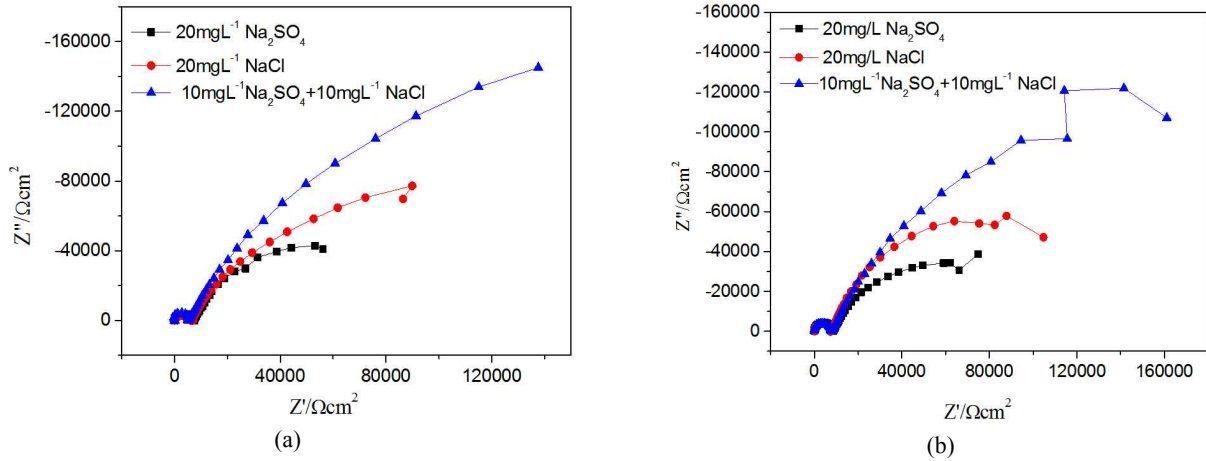 -160000
-120000
-80000
-40000
0
Z''/Ωcm²
20mgL⁻¹ Na₂SO₄
20mgL⁻¹ NaCl
10mgL⁻¹Na₂SO₄+10mgL⁻¹ NaCl
0 40000 80000 120000
Z'/Ωcm²
(a)
-160000
-140000
-120000
-100000
-80000
-60000
-40000
-20000
0
Z''/Ωcm²
20mg/L Na₂SO₄
20mg/L NaCl
10mgL⁻¹Na₂SO₄+10mgL⁻¹ NaCl
0 40000 80000 120000 160000
Z'/Ωcm²
(b)